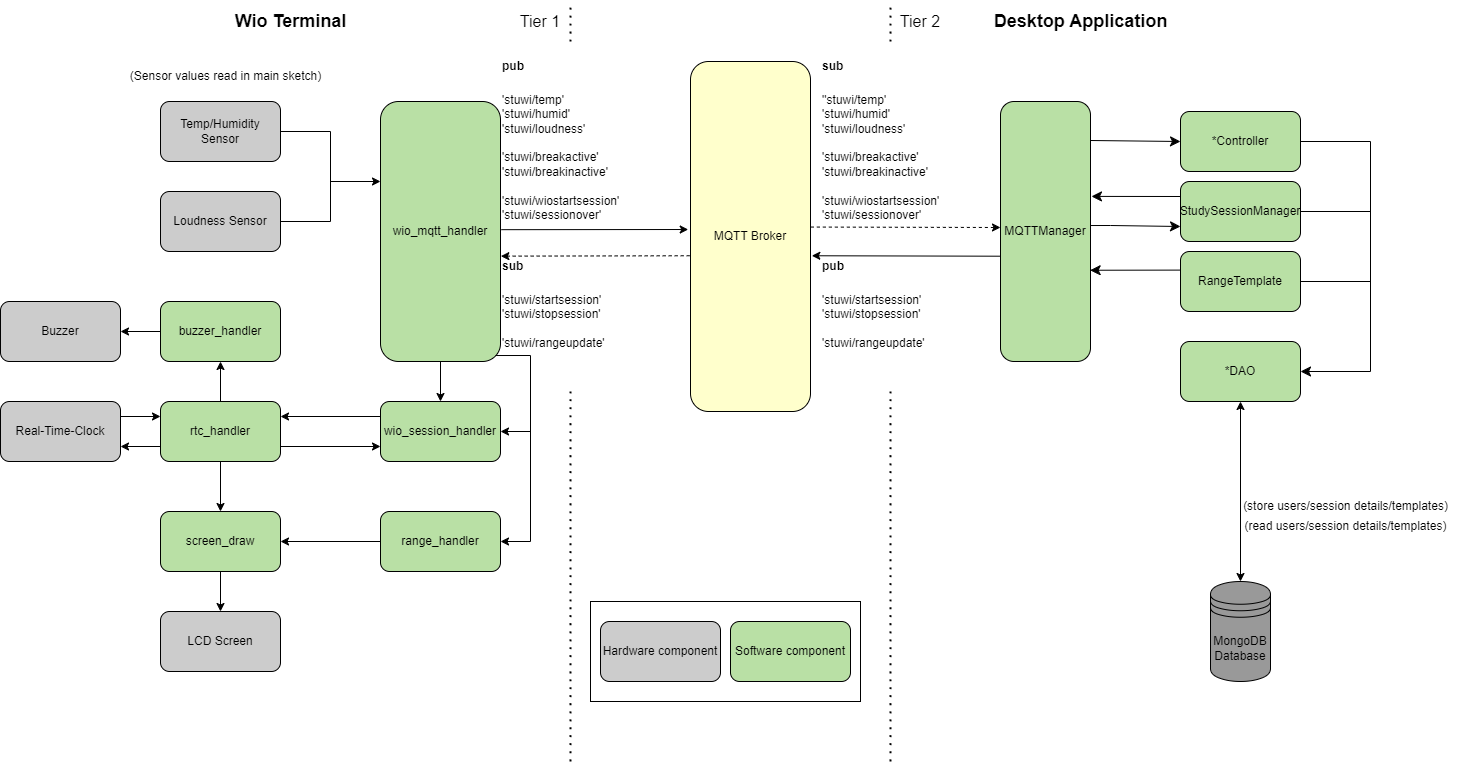 Wio Terminal
Tier 1
Tier 2
Desktop Application
(Sensor values read in main sketch)
Temp/Humidity
Sensor
Loudness Sensor
wio_mqtt_handler
pub
'stuwi/temp'
'stuwi/humid'
'stuwi/loudness'
'stuwi/breakactive'
'stuwi/breakinactive'
'stuwi/wiostartsession'
'stuwi/sessionover'
sub
'stuwi/startsession'
'stuwi/stopsession'
'stuwi/rangeupdate'
MQTT Broker
sub
''stuwi/temp'
'stuwi/humid'
'stuwi/loudness'
'stuwi/breakactive'
'stuwi/breakinactive'
'stuwi/wiostartsession'
'stuwi/sessionover'
pub
'stuwi/startsession'
'stuwi/stopsession'
'stuwi/rangeupdate'
MQTTManager
*Controller
StudySessionManager
RangeTemplate
*DAO
Buzzer
buzzer_handler
Real-Time-Clock
rtc_handler
wio_session_handler
screen_draw
range_handler
LCD Screen
(store users/session details/templates)
(read users/session details/templates)
MongoDB
Database
Hardware component
Software component